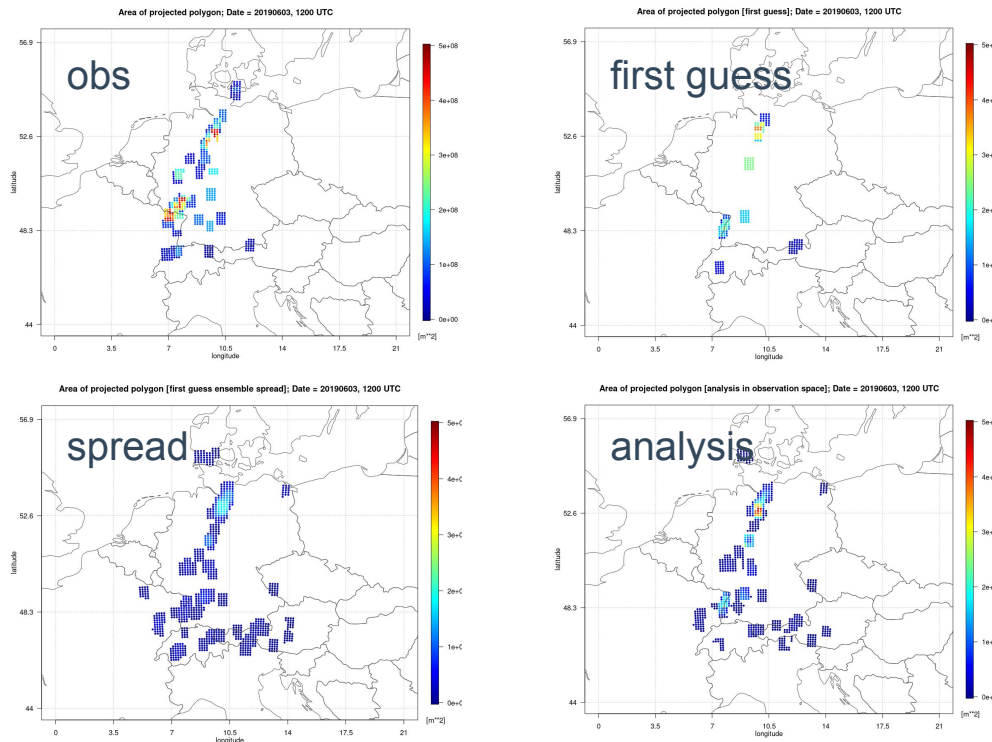 Area of projected polygon; Date = 20190603, 1200 UTC
obs
56.9
52.6
48.3
44
latitude
0
3.5
7
10.5
14
17.5
21
longitude
5e+08
4e+08
3e+08
2e+08
1e+08
0e+00
[m**2]
Area of projected polygon [first guess]; Date = 20190603, 1200 UTC
first guess
56.9
52.6
48.3
44
latitude
0
3.5
7
10.5
14
17.5
21
longitude
5e+
4e+
3e+
2e+
1e+
0e+
[m**2]
Area of projected polygon [first guess ensemble spread]; Date = 20190603, 1200 UTC
spread
56.9
52.6
48.3
44
latitude
0
3.5
7
10.5
14
17.5
21
longitude
[m**2]
Area of projected polygon [analysis in observation space]; Date = 20190603, 1200 UTC
analysis
56.9
52.6
48.3
44
latitude
0
3.5
7
10.5
14
17.5
21
longitude
[m**2]